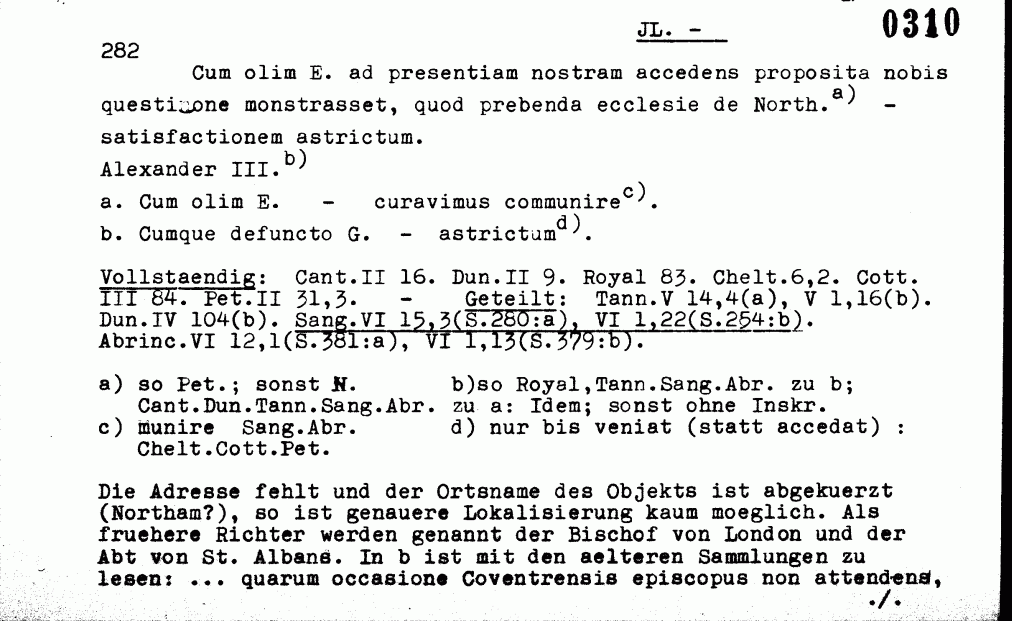 JL. - 0310
282
Cum olim E. ad presentiam nostram accedens proposita nobis
questione monstrasset, quod prebenda ecclesie de North.a) -
satisfactionem astrictum.
Alexander III.b)
a. Cum olim E. - curavimus communirec).
b. Cumque defuncto G. - astrictumd).
Vollstaendig: Cant.II 16. Dun.II 9. Royal 83. Chelt.6,2. Cott.
III 84. Pet.II 31,3. - Geteilt: Tann.V 14,4(a), V 1,16(b).
Dun.IV 104(b). Sang.VI 15,3(S.280:a), VI 1,22(S.254:b).
Abrinc.VI 12,1(S.381:a), VI 1,13(S.379:b).
a) so Pet.; sonst N. b)so Royal,Tann.Sang.Abr. zu b;
Cant.Dun.Tann.Sang.Abr. zu a: Idem; sonst ohne Inskr.
c) munire Sang.Abr. d) nur bis veniat (statt accedat) :
Chelt.Cott.Pet.
Die Adresse fehlt und der Ortsname des Objekts ist abgekuerzt
(Northam?), so ist genauere Lokalisierung kaum moeglich. Als
fruehere Richter werden genannt der Bischof von London und der
Abt von St. Albans. In b ist mit den aelteren Sammlungen zu
lesen: ... quarum occasione Coventrensis episcopus non attendens,
./.